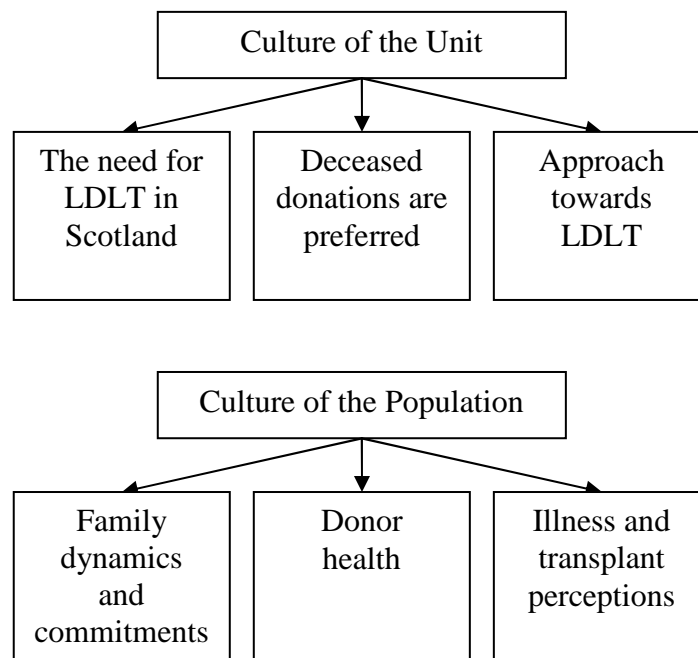 Culture of the Unit
The need for
LDLT in
Scotland
Deceased
donations are
preferred
Approach
towards
LDLT
Culture of the Population
Family
dynamics
and
commitments
Donor
health
Illness and
transplant
perceptions